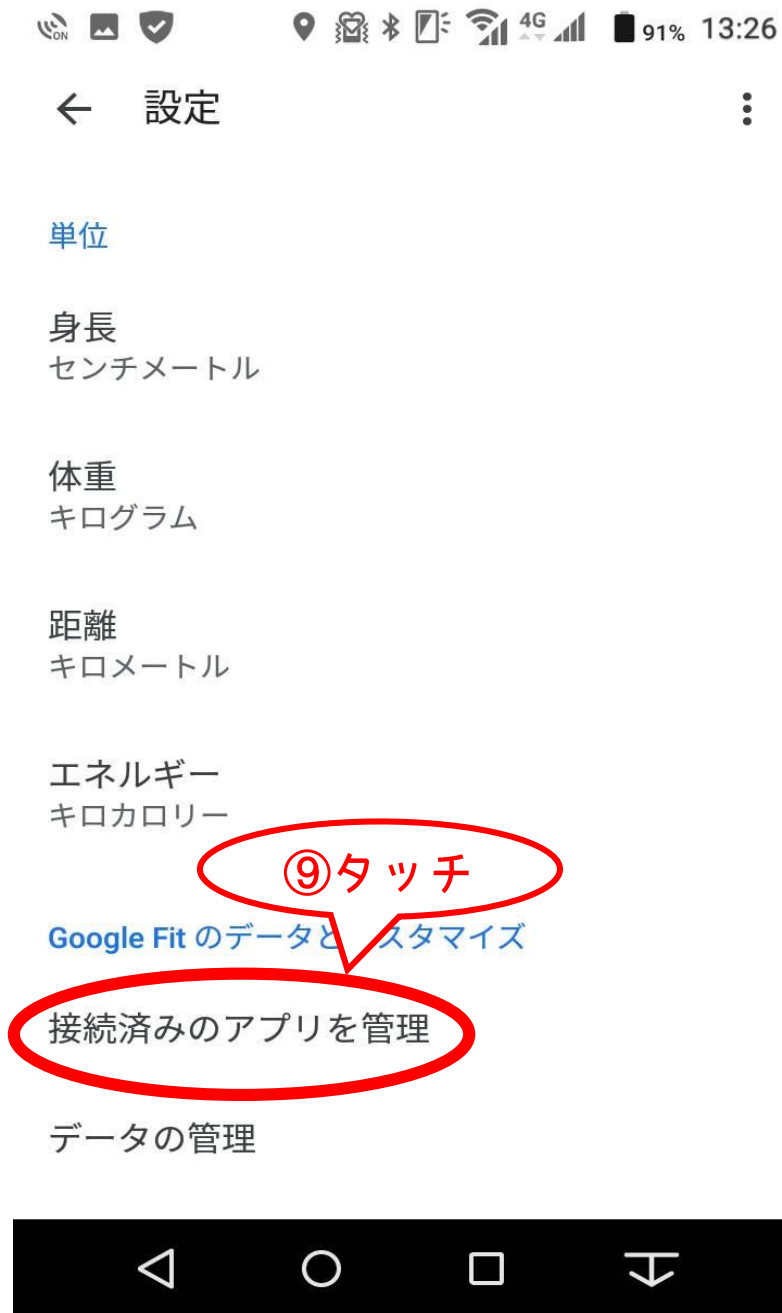 ON 4G 91% 13:26
設定
単位
身長
センチメートル
体重
キログラム
距離
キロメートル
エネルギー
キロカロリー
⑨タッチ
Google Fit のデータと スタマイズ
接続済みのアプリを管理
データの管理